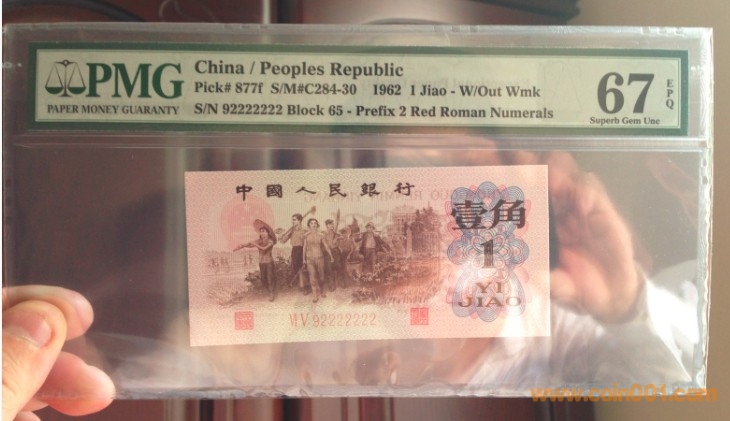 PMG
PAPER MONEY GUARANTY
China / Peoples Republic
Pick# 877f S/M#C284-30 1962 1 Jiao - W/Out Wmk
S/N 92222222 Block 65 - Prefix 2 Red Roman Numerals
67
EPQ
Superb Gem Unc
中國人民銀行
壹角
1
YI
JIAO
VI V 92222222
www.coin001.com